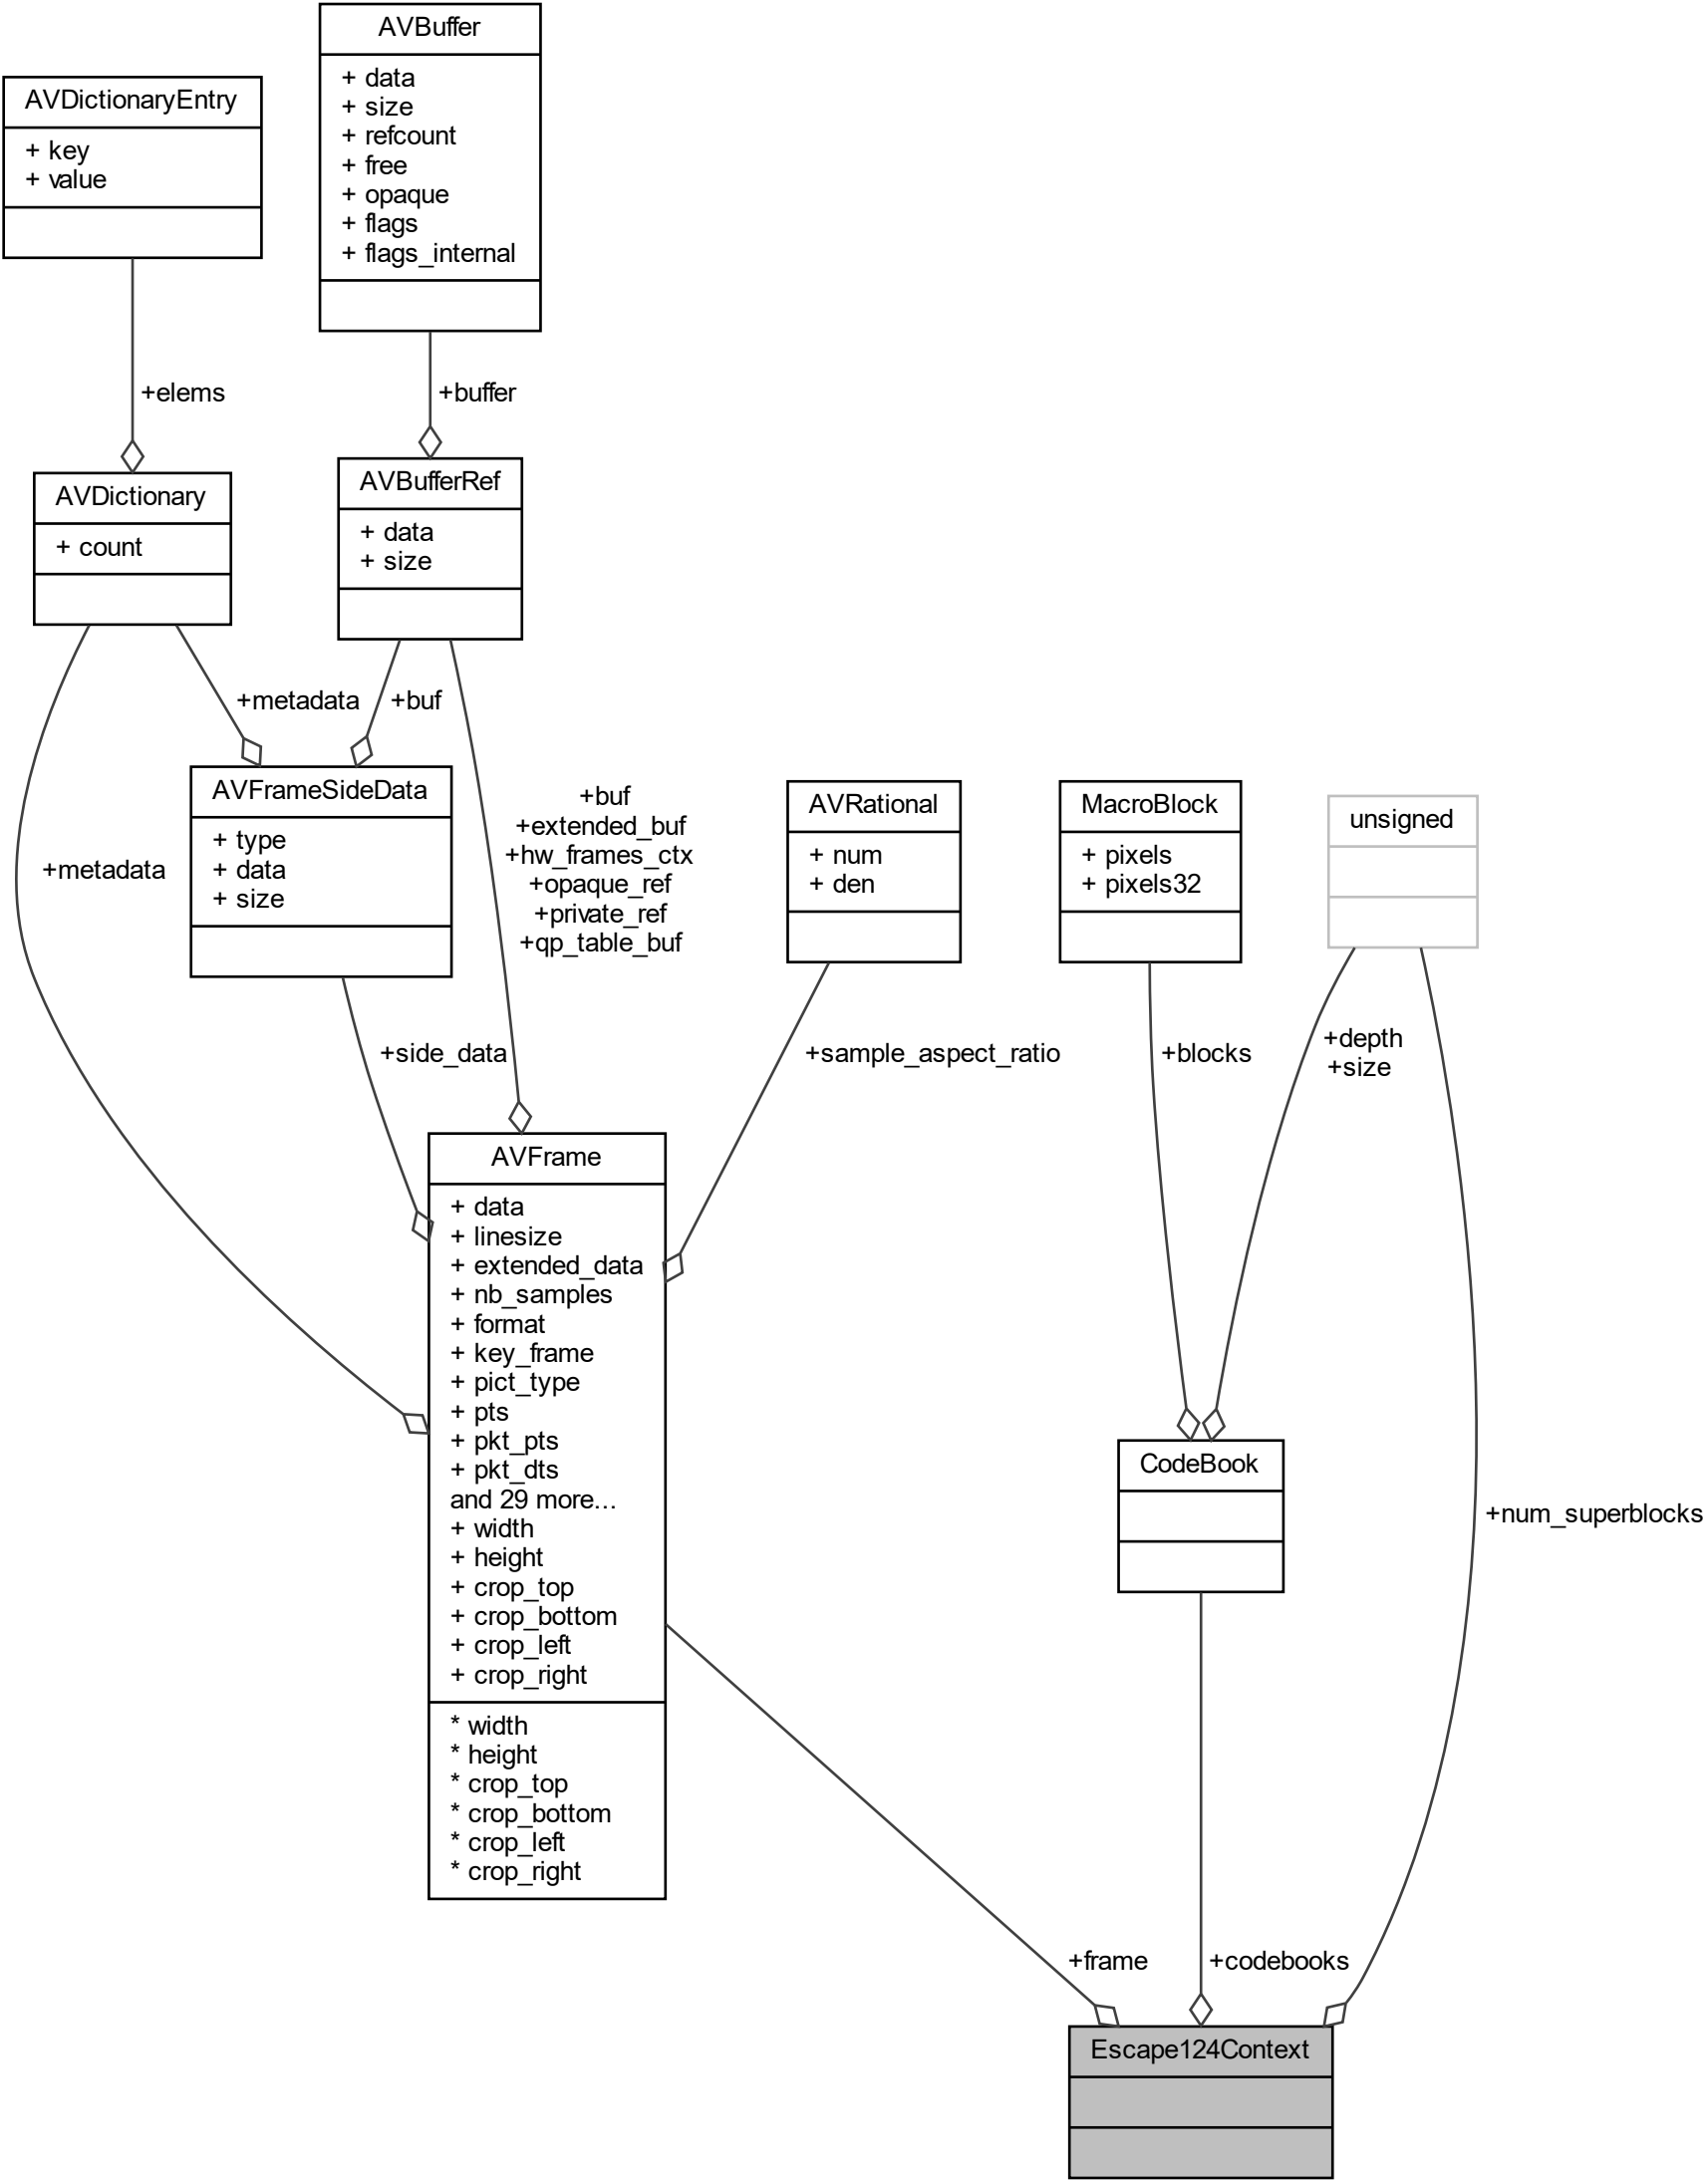 AVBuffer
+ data
+ size
+ refcount
+ free
+ opaque
+ flags
+ flags_internal
AVDictionaryEntry
+ key
+ value
+elems
+buffer
AVDictionary
+ count
AVBufferRef
+ data
+ size
+metadata
+buf
AVFrameSideData
+ type
+ data
+ size
+metadata
+buf
+extended_buf
+hw_frames_ctx
+opaque_ref
+private_ref
+qp_table_buf
AVRational
+ num
+ den
MacroBlock
+ pixels
+ pixels32
unsigned
+side_data
+sample_aspect_ratio
+blocks
+depth
+size
AVFrame
+ data
+ linesize
+ extended_data
+ nb_samples
+ format
+ key_frame
+ pict_type
+ pts
+ pkt_pts
+ pkt_dts
and 29 more...
+ width
+ height
+ crop_top
+ crop_bottom
+ crop_left
+ crop_right
* width
* height
* crop_top
* crop_bottom
* crop_left
* crop_right
CodeBook
+num_superblocks
+frame
+codebooks
Escape124Context